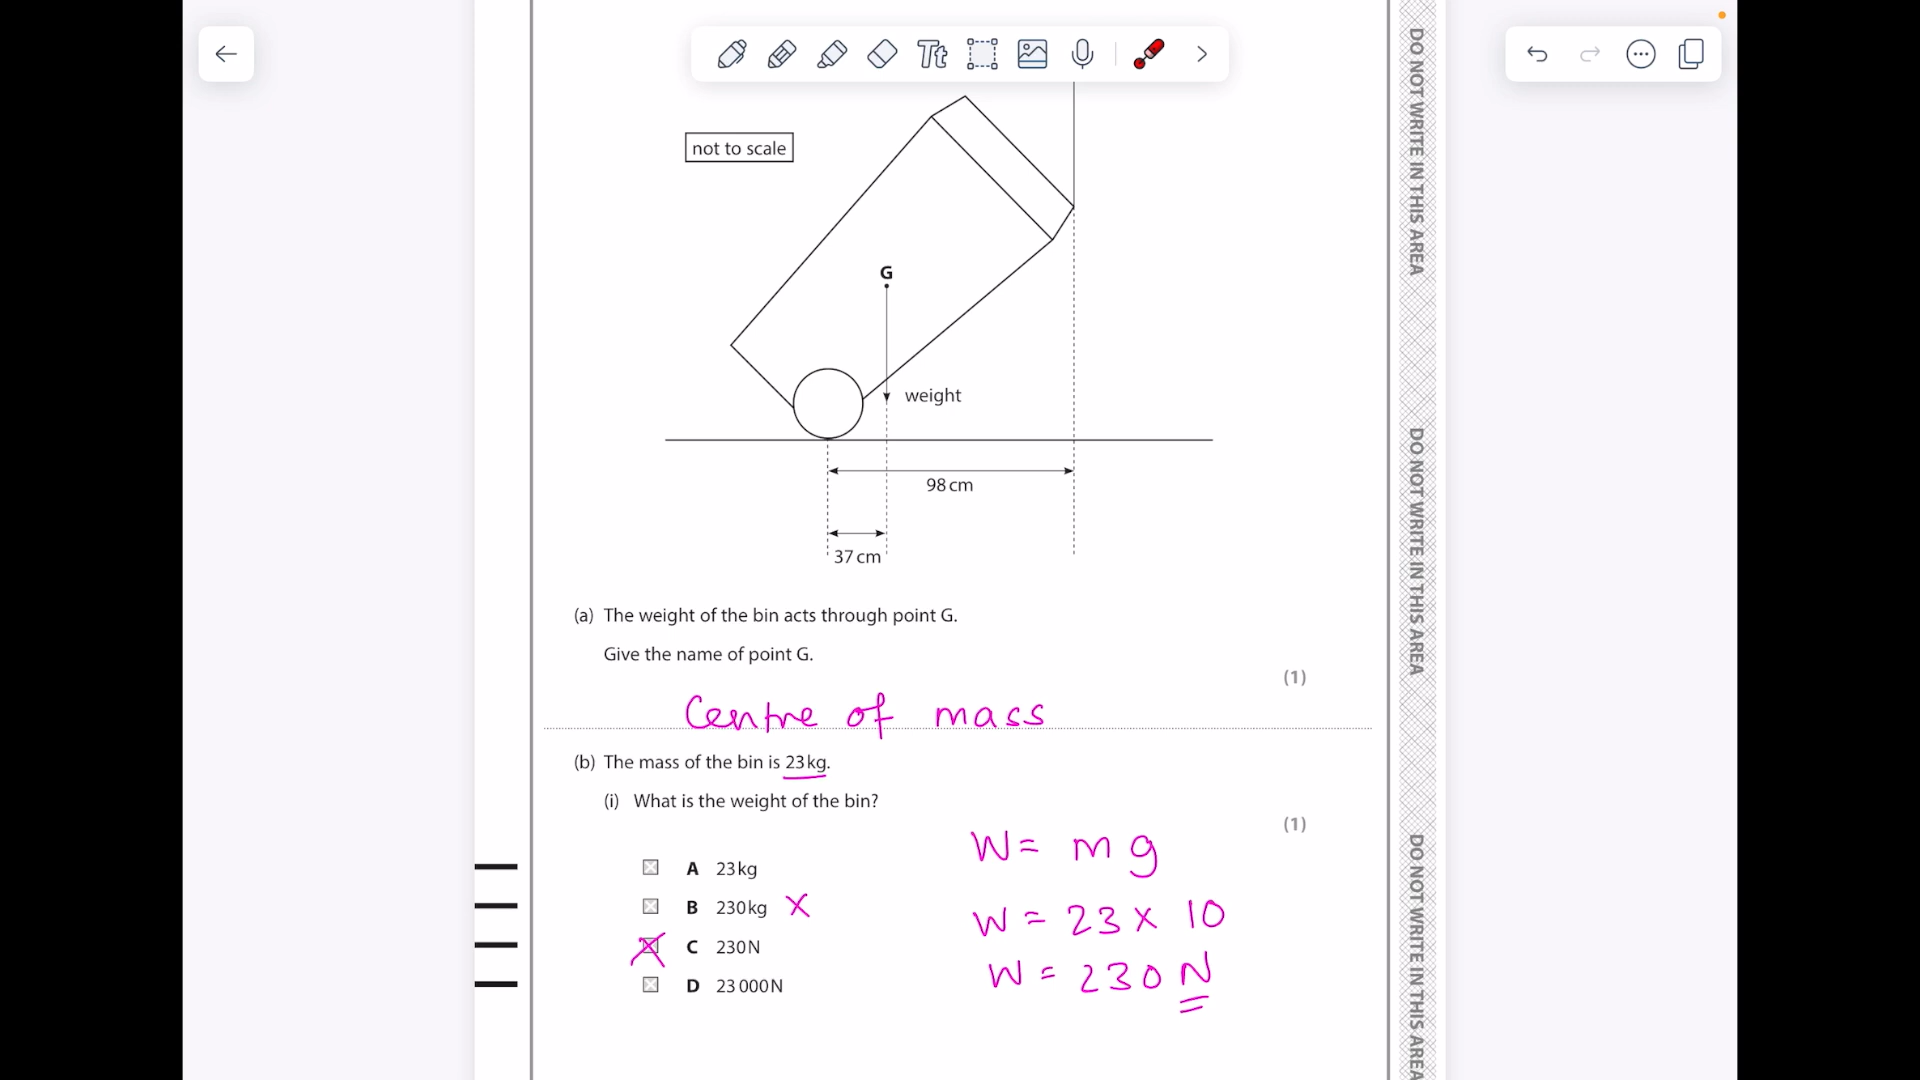 Tt
DO NOT WRITE IN THIS AREA
not to scale
G
weight
98 cm
37 cm
DO NOT WRITE IN THIS AREA
(a) The weight of the bin acts through point G.
Give the name of point G.
(1)
Centre of mass
(b) The mass of the bin is 23 kg.
(i) What is the weight of the bin?
(1)
A 23 kg
B 230 kg X
C 230 N
D 23 000 N
W = m g
W = 23 x 10
W = 230 N
DO NOT WRITE IN THIS AREA